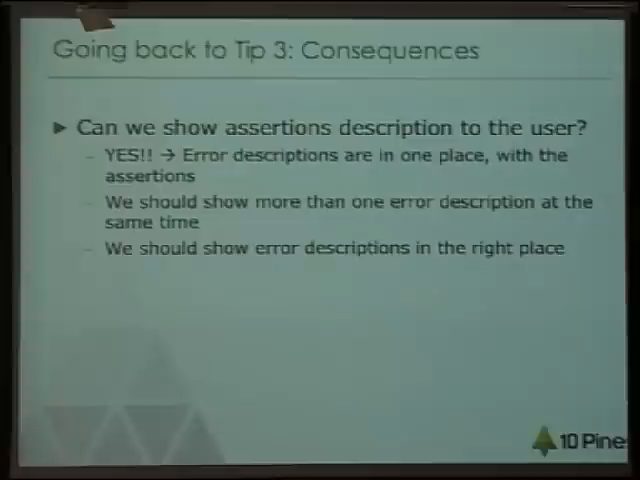 Going back to Tip 3: Consequences
▶ Can we show assertions description to the user?
– YES!! → Error descriptions are in one place, with the
assertions
– We should show more than one error description at the
same time
– We should show error descriptions in the right place
10 Pine